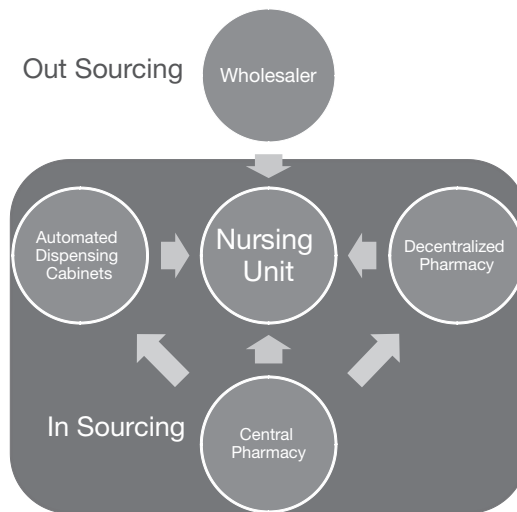 Out Sourcing
Wholesaler
Automated
Dispensing
Cabinets
Nursing
Unit
Decentralized
Pharmacy
In Sourcing
Central
Pharmacy